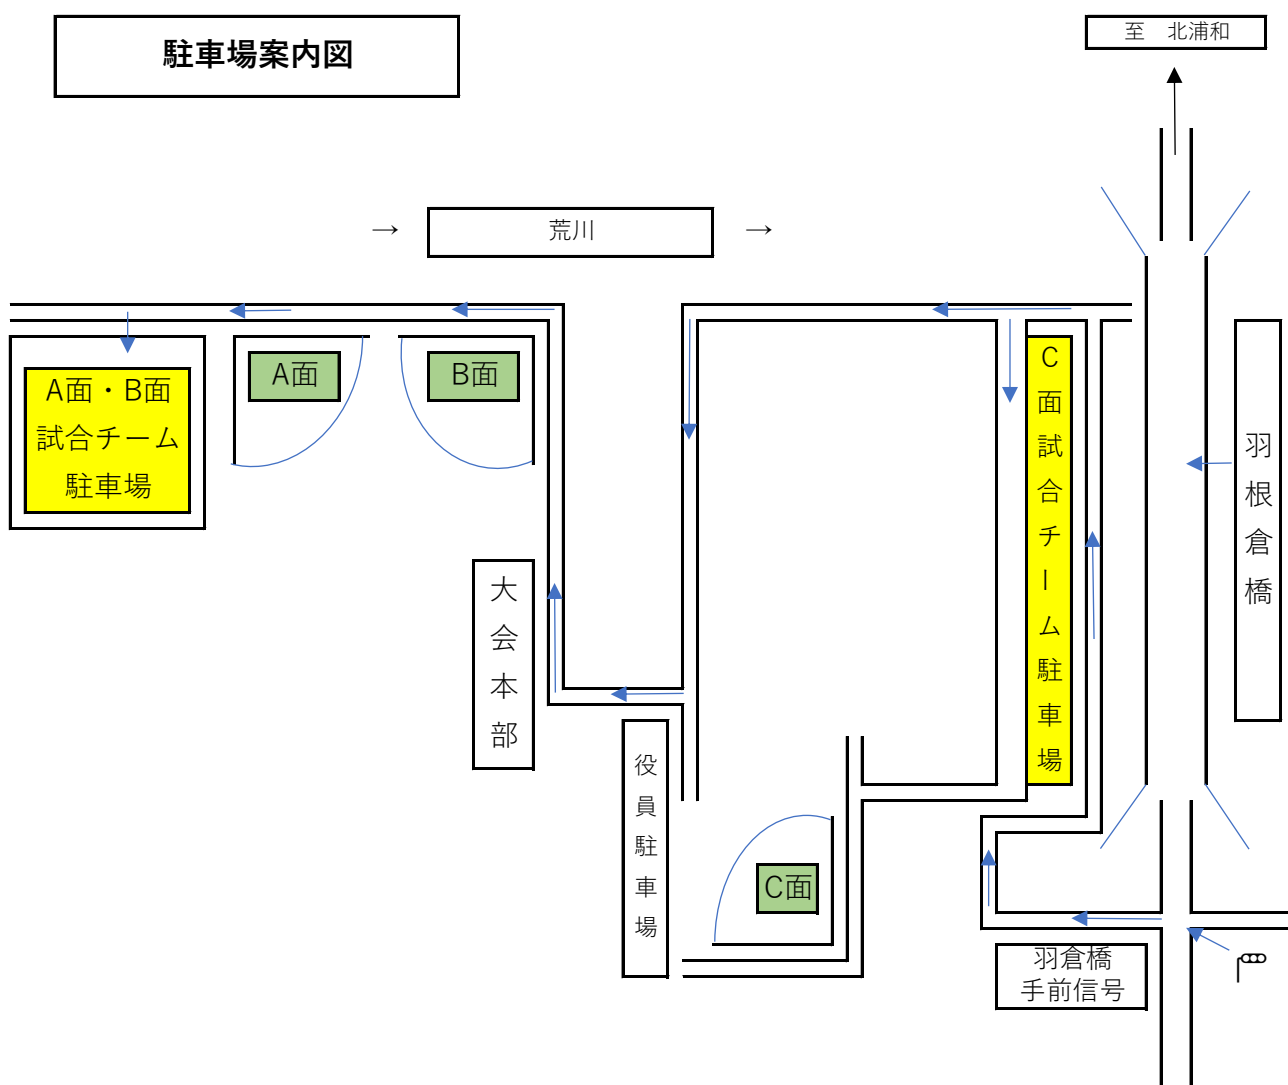 駐車場案内図
至　北浦和
→
荒川
→
A面・B面
試合チーム
駐車場
A面
B面
C面試合チーム駐車場
羽根倉橋
大会本部
役員駐車場
C面
羽倉橋
手前信号